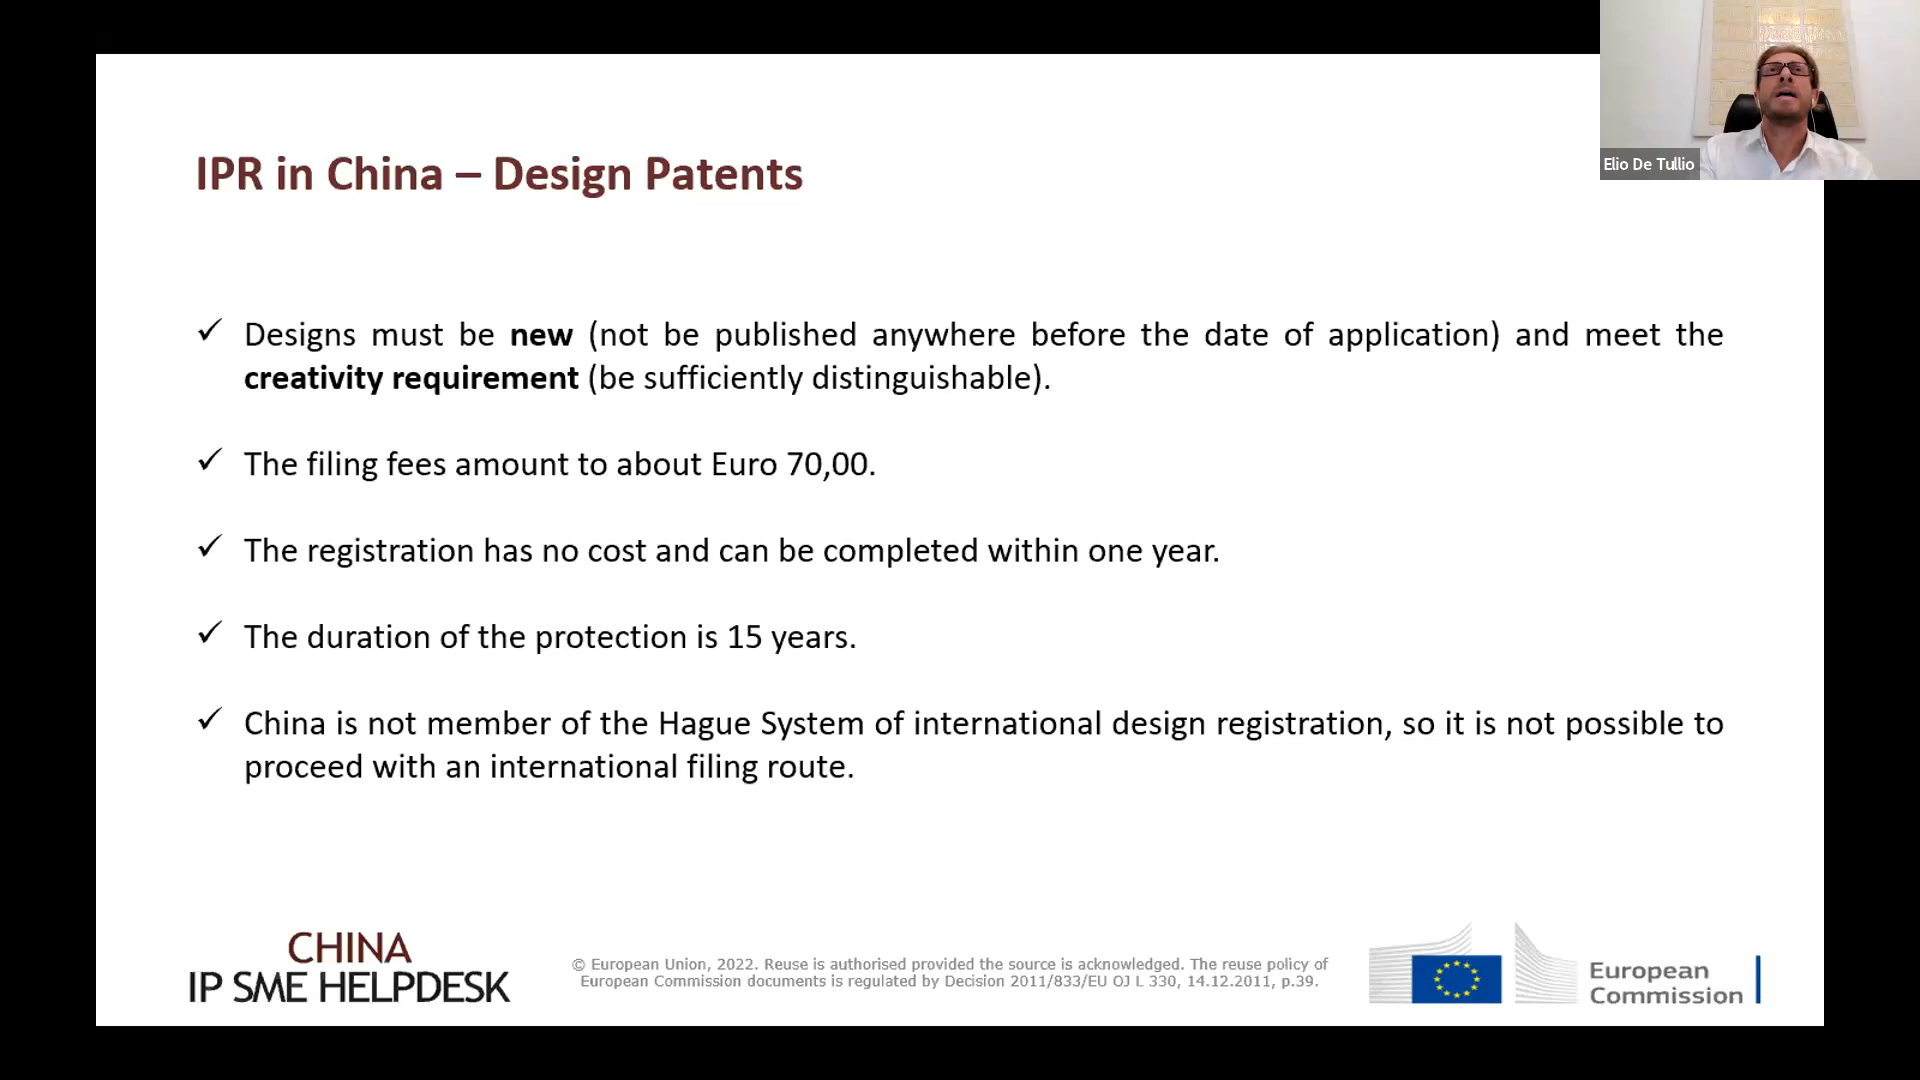 Elio De Tullio
IPR in China – Design Patents
✓ Designs must be new (not be published anywhere before the date of application) and meet the
creativity requirement (be sufficiently distinguishable).
✓ The filing fees amount to about Euro 70,00.
✓ The registration has no cost and can be completed within one year.
✓ The duration of the protection is 15 years.
✓ China is not member of the Hague System of international design registration, so it is not possible to
proceed with an international filing route.
CHINA
IP SME HELPDESK
© European Union, 2022. Reuse is authorised provided the source is acknowledged. The reuse policy of
European Commission documents is regulated by Decision 2011/833/EU OJ L 330, 14.12.2011, p.39.
European
Commission